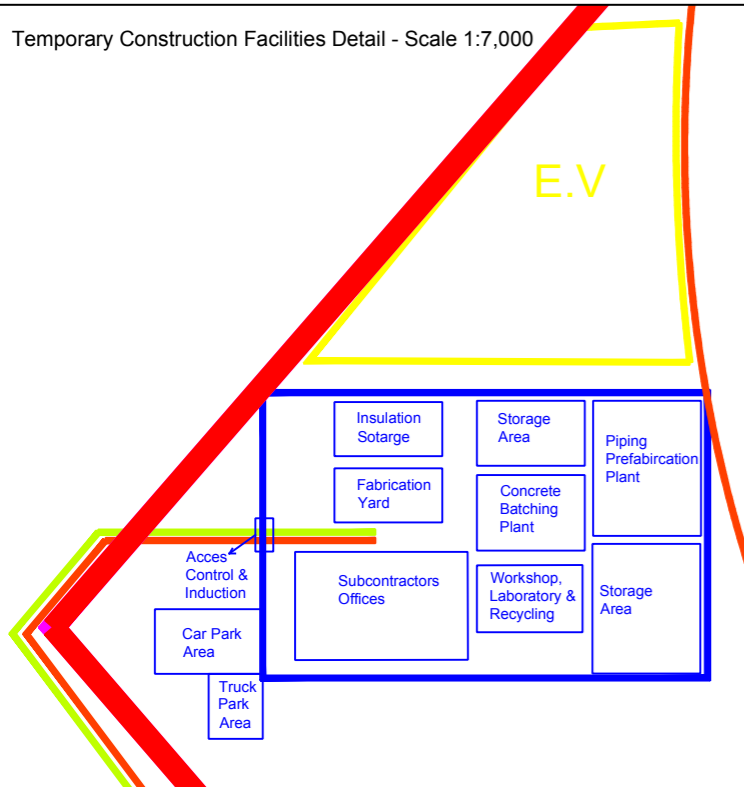 Temporary Construction Facilities Detail - Scale 1:7,000
E.V
Insulation
Sotarge
Storage
Area
Piping
Prefabircation
Plant
Fabrication
Yard
Concrete
Batching
Plant
Acces
Control &
Induction
Subcontractors
Offices
Workshop,
Laboratory &
Recycling
Storage
Area
Car Park
Area
Truck
Park
Area